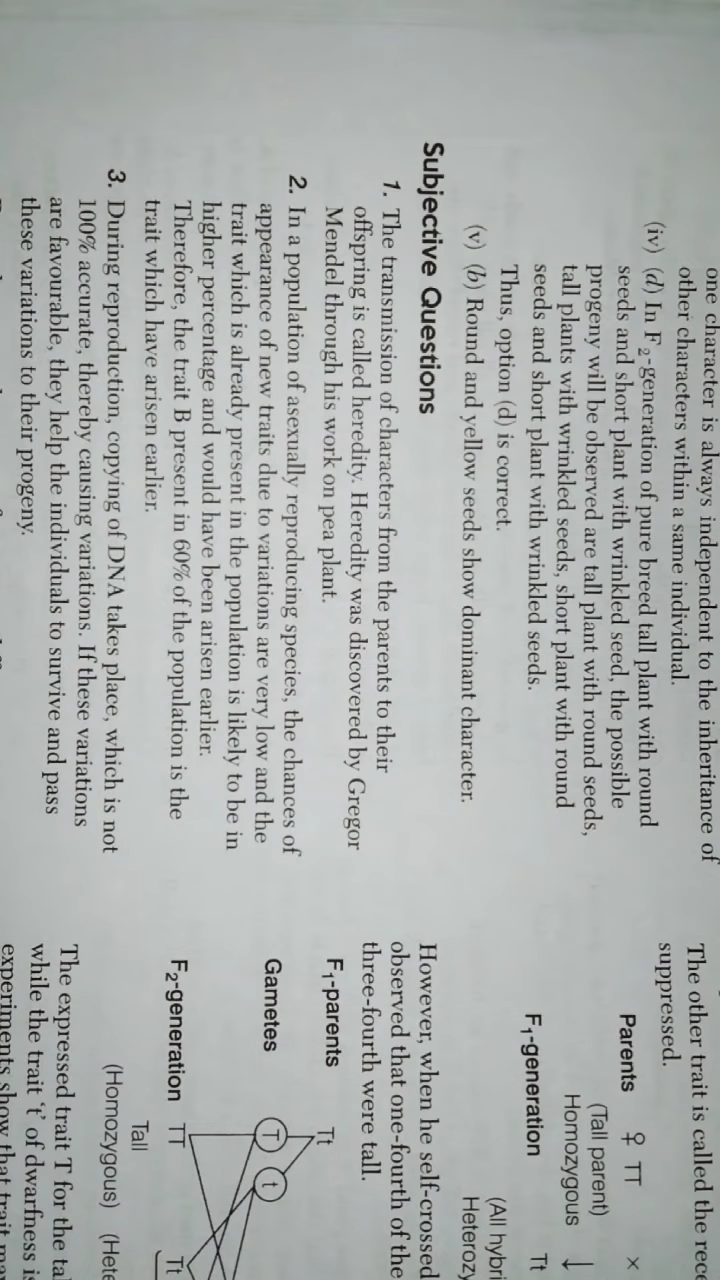 one character is always independent to the inheritance of
other characters within a same individual.
(iv) (d) In F2-generation of pure breed tall plant with round
seeds and short plant with wrinkled seed, the possible
progeny will be observed are tall plant with round seeds,
tall plants with wrinkled seeds, short plant with round
seeds and short plant with wrinkled seeds.
Thus, option (d) is correct.
(v) (b) Round and yellow seeds show dominant character.
Subjective Questions
1. The transmission of characters from the parents to their
offspring is called heredity. Heredity was discovered by Gregor
Mendel through his work on pea plant.
2. In a population of asexually reproducing species, the chances of
appearance of new traits due to variations are very low and the
trait which is already present in the population is likely to be in
higher percentage and would have been arisen earlier.
Therefore, the trait B present in 60% of the population is the
trait which have arisen earlier.
3. During reproduction, copying of DNA takes place, which is not
100% accurate, thereby causing variations. If these variations
are favourable, they help the individuals to survive and pass
these variations to their progeny.
The other trait is called the
suppressed.
Parents ♀ TT ×
(Tall parent)
Homozygous ↓
F1-generation Tt
(All
However, when he self-crossed
observed that one-fourth of the
three-fourth were tall.
F1-parents Tt
Gametes T t
F2-generation TT Tt
Tall
(Homozygous)
The expressed trait T for the
while the trait 't' of dwarfness is
experiments show that trait